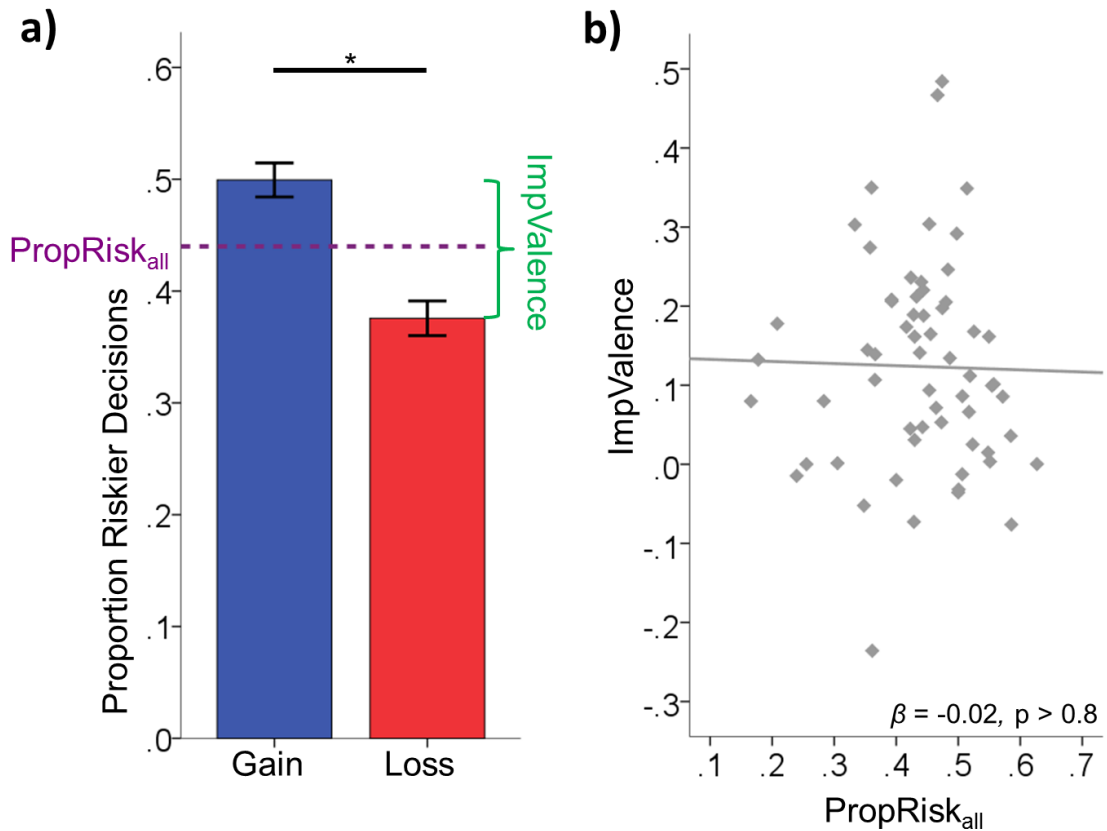 a)
*
.6
.5
.4
.3
.2
.1
.0
Proportion Riskier Decisions
PropRiskall
ImpValence
Gain
Loss
b)
.5
.4
.3
.2
.1
0.0
-.1
-.2
-.3
ImpValence
β = -0.02, p > 0.8
.1 .2 .3 .4 .5 .6 .7
PropRiskall